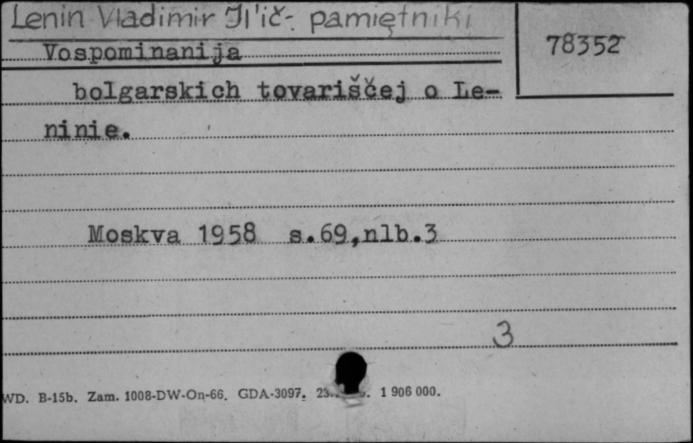 Lenin Vladimir Il'ič- pamiętniki
78352
Vospominanija
bolgarskich tovariščej o Le-
ninie.
Moskva 1958 s.69,nlb.3
3
WD. B-15b. Zam. 1008-DW-On-66. GDA-3097. 1 906 000.